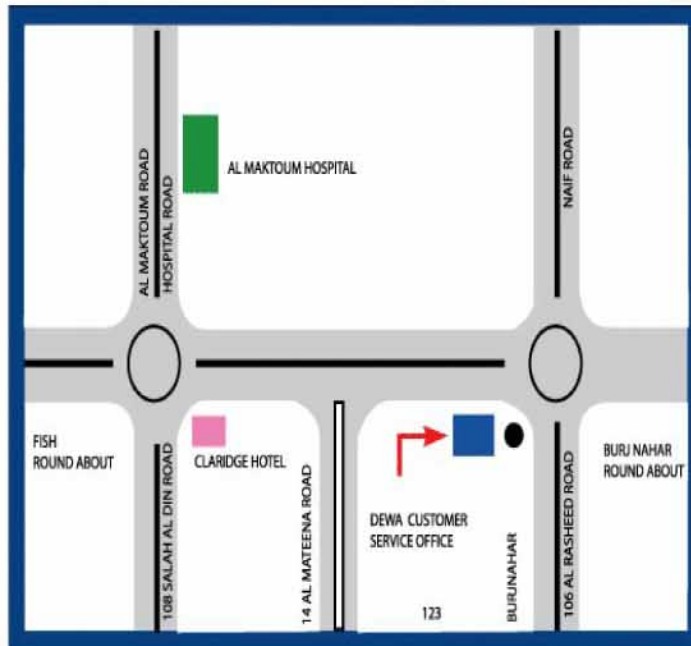 AL MAKTOUM ROAD
HOSPITAL ROAD
AL MAKTOUM HOSPITAL
NAIF ROAD
FISH
ROUND ABOUT
108 SALAH AL DIN ROAD
CLARIDGE HOTEL
14 AL MATEENA ROAD
DEWA CUSTOMER
SERVICE OFFICE
123
BURJNAHAR
106 AL RASHEED ROAD
BURJ NAHAR
ROUND ABOUT